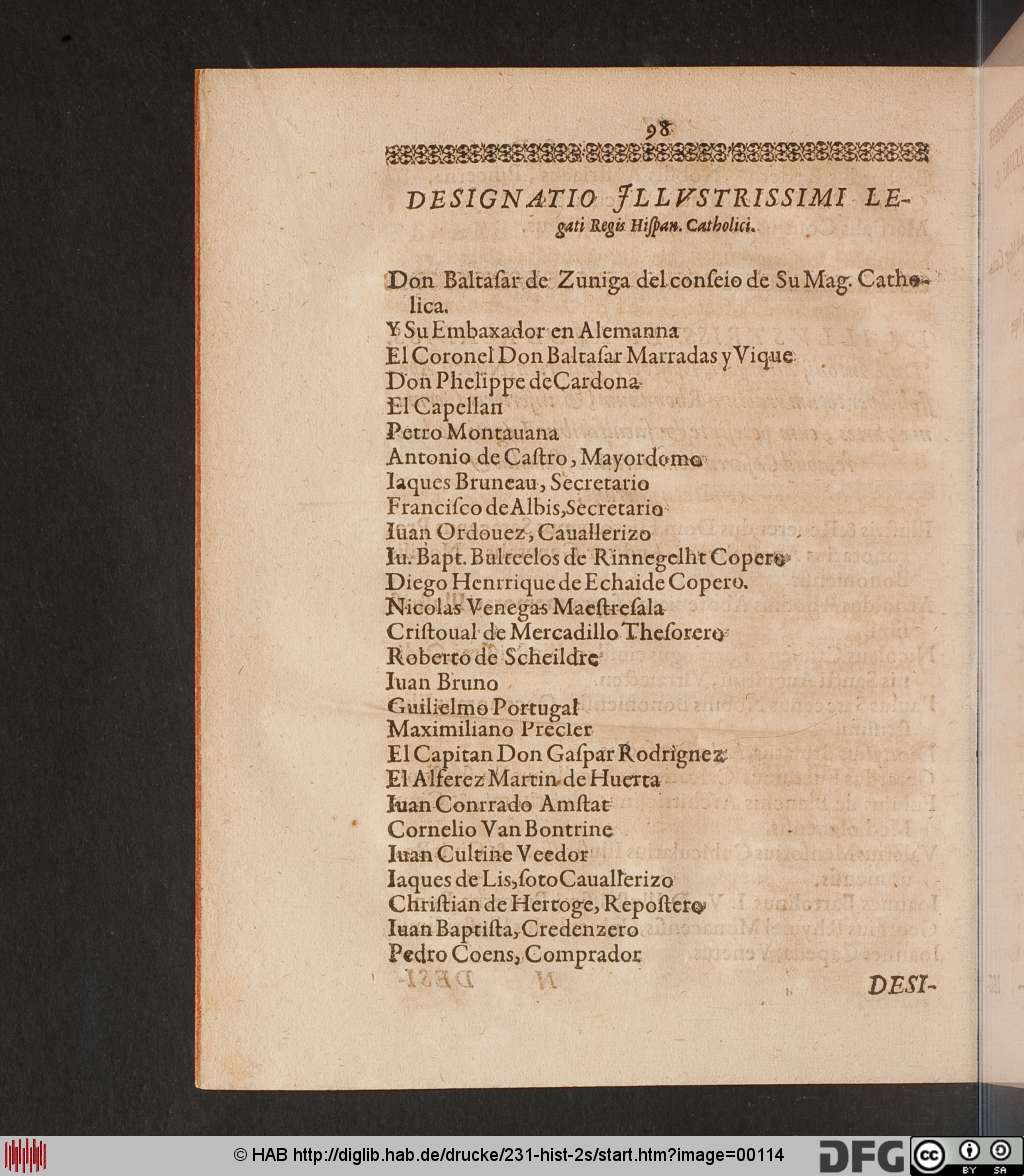 98
DESIGNATIO ILLVSTRISSIMI LE-
gati Regis Hiſpan. Catholici.
Don Baltaſar de Zuniga del conſeio de Su Mag. Catho-
lica.
Y Su Embaxador en Alemanna
El Coronel Don Baltaſar Marradas y Vique
Don Phelippe de Cardona
El Capellan
Petro Montauana
Antonio de Caſtro, Mayordomo
Iaques Bruneau, Secretario
Franciſco de Albis, Secretario
Iuan Ordouez, Cauallerizo
Iu. Bapt. Bulteelos de Rinnegelht Copero
Diego Henrrique de Echaide Copero.
Nicolas Venegas Maeſtreſala
Criſtoual de Mercadillo Theſorero
Roberto de Scheildre
Iuan Bruno
Guilielmo Portugal
Maximiliano Precler
El Capitan Don Gaſpar Rodrignez
El Alferez Martin de Huerta
Iuan Conrrado Amſtat
Cornelio Van Bontrine
Iuan Cultine Veedor
Iaques de Lis, ſoto Cauallerizo
Chriſtian de Hertoge, Repoſtero
Iuan Baptiſta, Credenzero
Pedro Coens, Comprador
DESI-
© HAB http://diglib.hab.de/drucke/231-hist-2s/start.htm?image=00114
DFG
cc BY SA